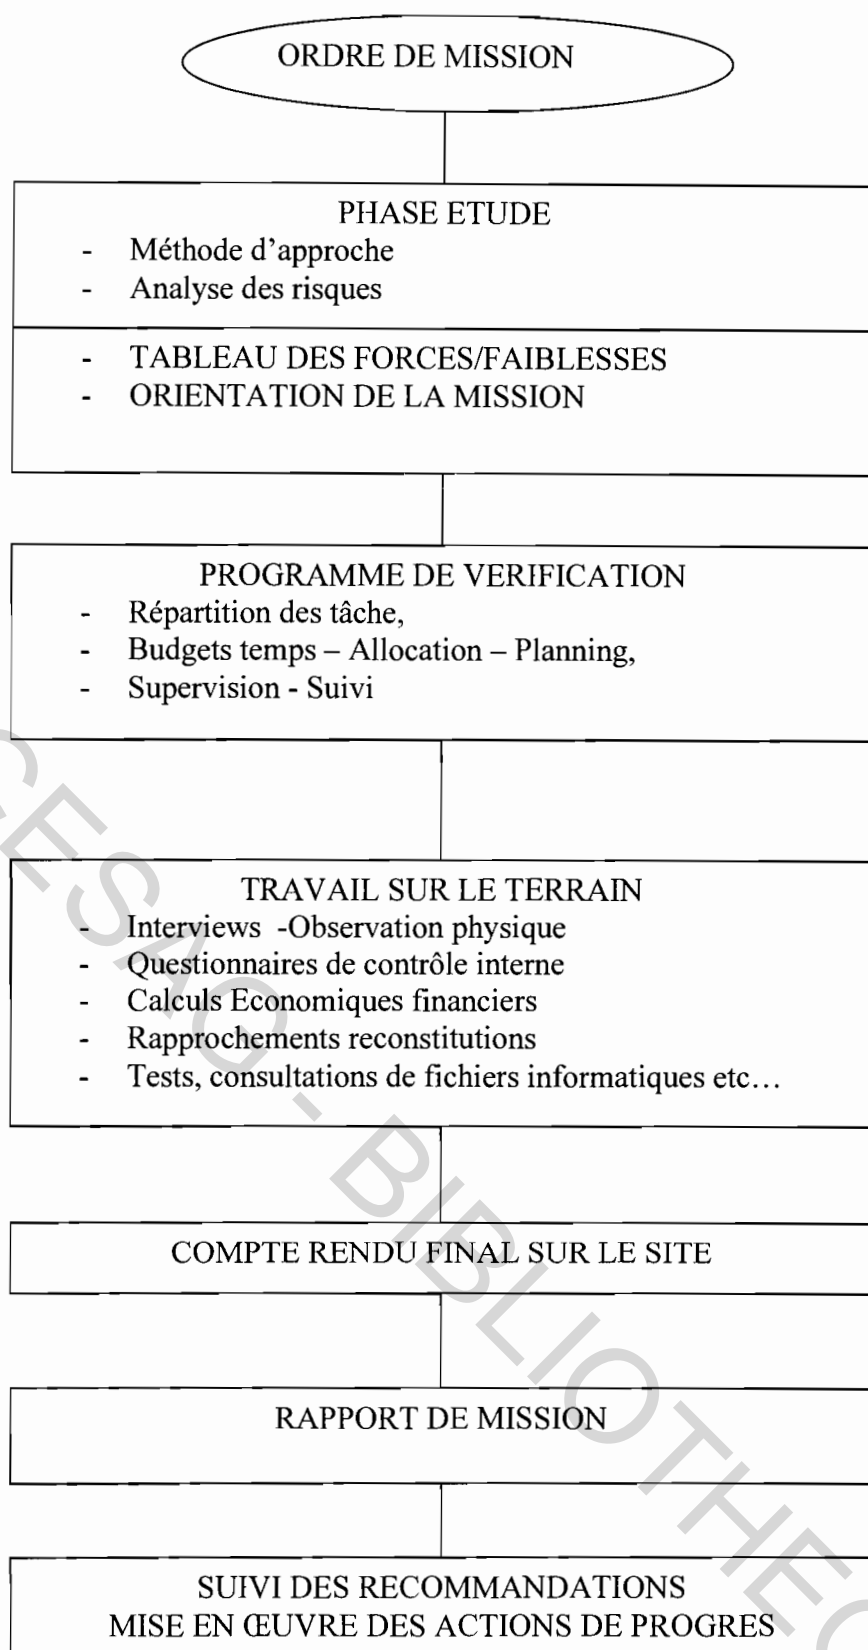 ORDRE DE MISSION
PHASE ETUDE
- Méthode d'approche
- Analyse des risques
- TABLEAU DES FORCES/FAIBLESSES
- ORIENTATION DE LA MISSION
PROGRAMME DE VERIFICATION
- Répartition des tâche,
- Budgets temps – Allocation – Planning,
- Supervision - Suivi
TRAVAIL SUR LE TERRAIN
- Interviews -Observation physique
- Questionnaires de contrôle interne
- Calculs Economiques financiers
- Rapprochements reconstitutions
- Tests, consultations de fichiers informatiques etc…
COMPTE RENDU FINAL SUR LE SITE
RAPPORT DE MISSION
SUIVI DES RECOMMANDATIONS
MISE EN ŒUVRE DES ACTIONS DE PROGRES
CESAG - BIBLIOTHEQ